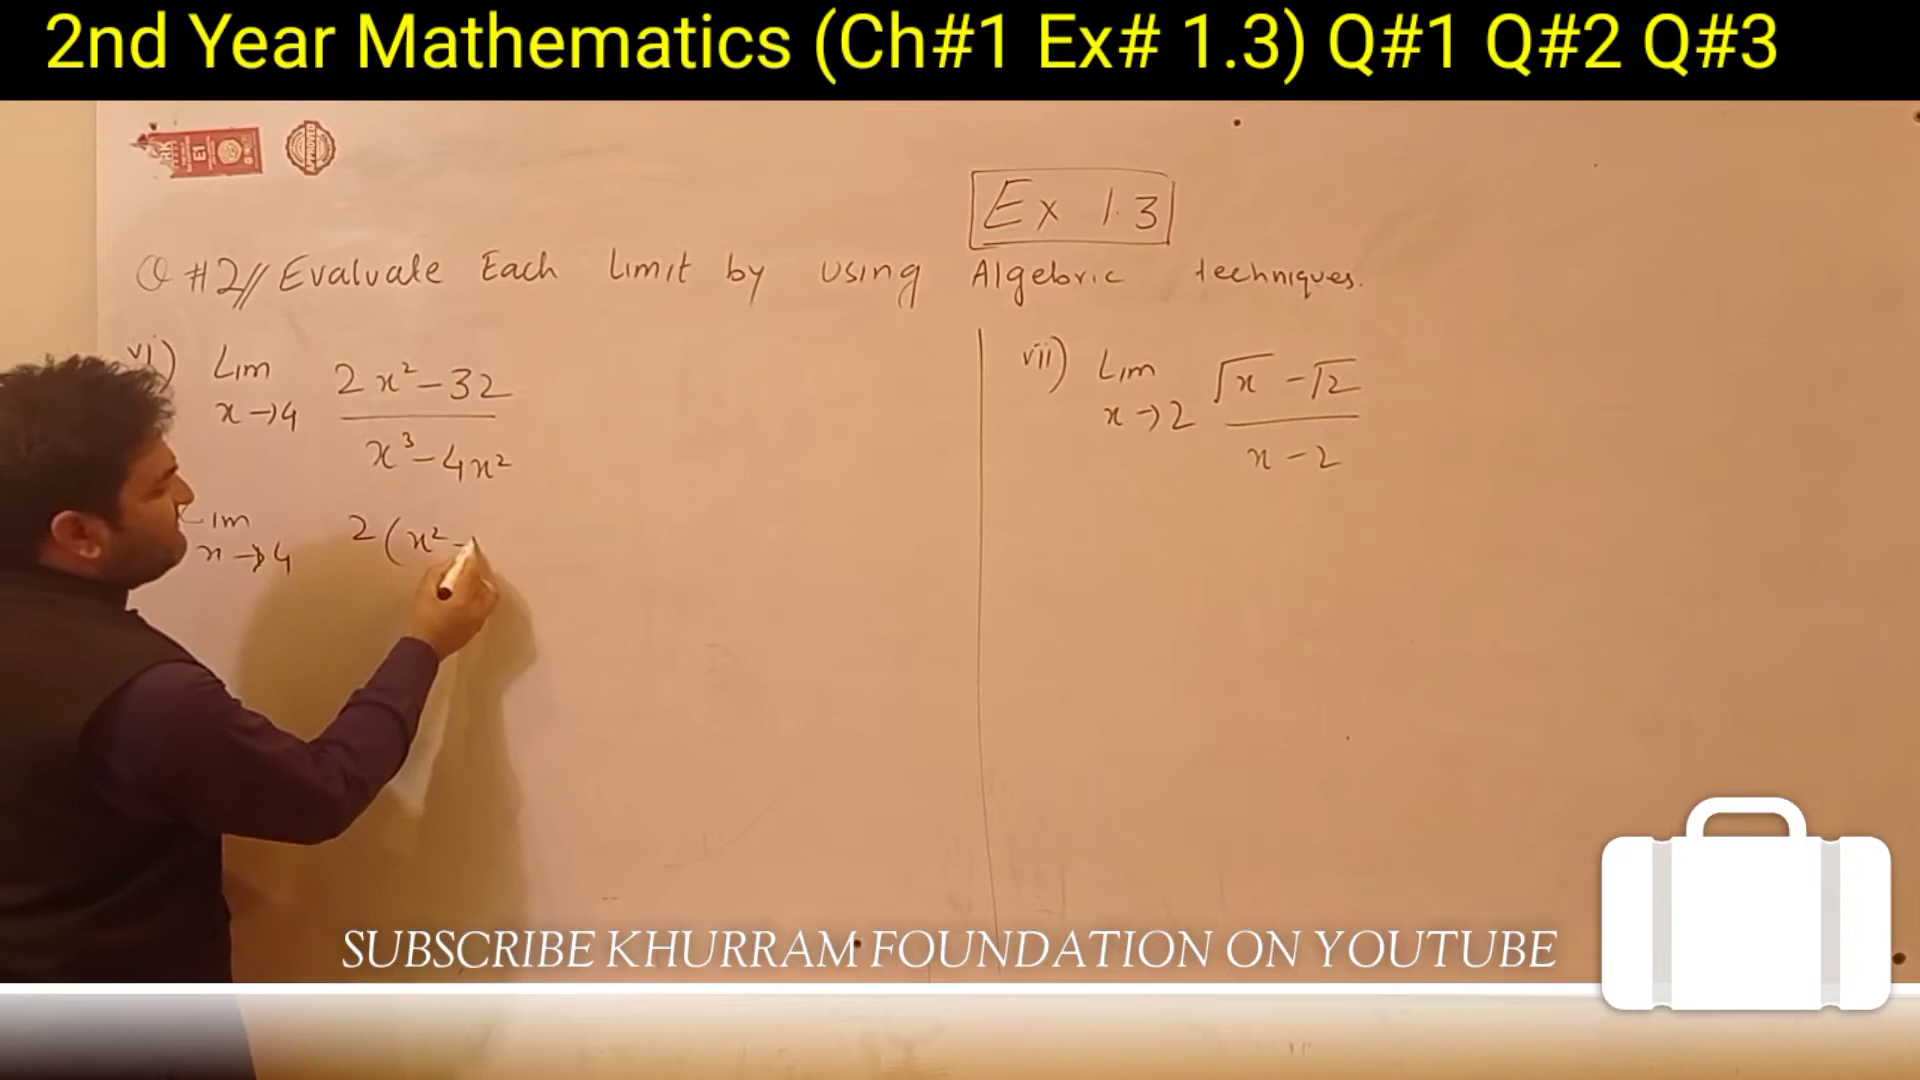 2nd Year Mathematics (Ch#1 Ex# 1.3) Q#1 Q#2 Q#3
E1
APPROVED
Ex 1.3
Q #2// Evaluate Each Limit by using Algebric techniques.
vi) Lim x→4 2x²-32 / x³-4x²
Lim x→4 2(x²-
vii) Lim x→2 √x -√2 / x-2
SUBSCRIBE KHURRAM FOUNDATION ON YOUTUBE